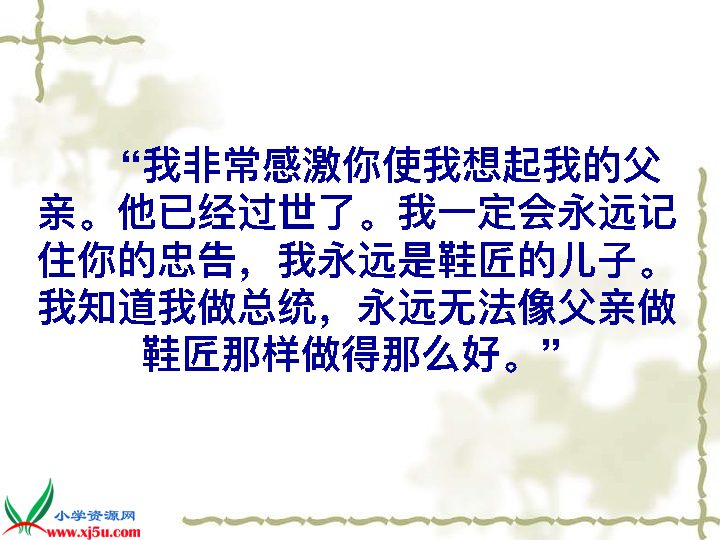 “我非常感激你使我想起我的父
亲。他已经过世了。我一定会永远记
住你的忠告，我永远是鞋匠的儿子。
我知道我做总统，永远无法像父亲做
鞋匠那样做得那么好。”
小学资源网
www.xj5u.com